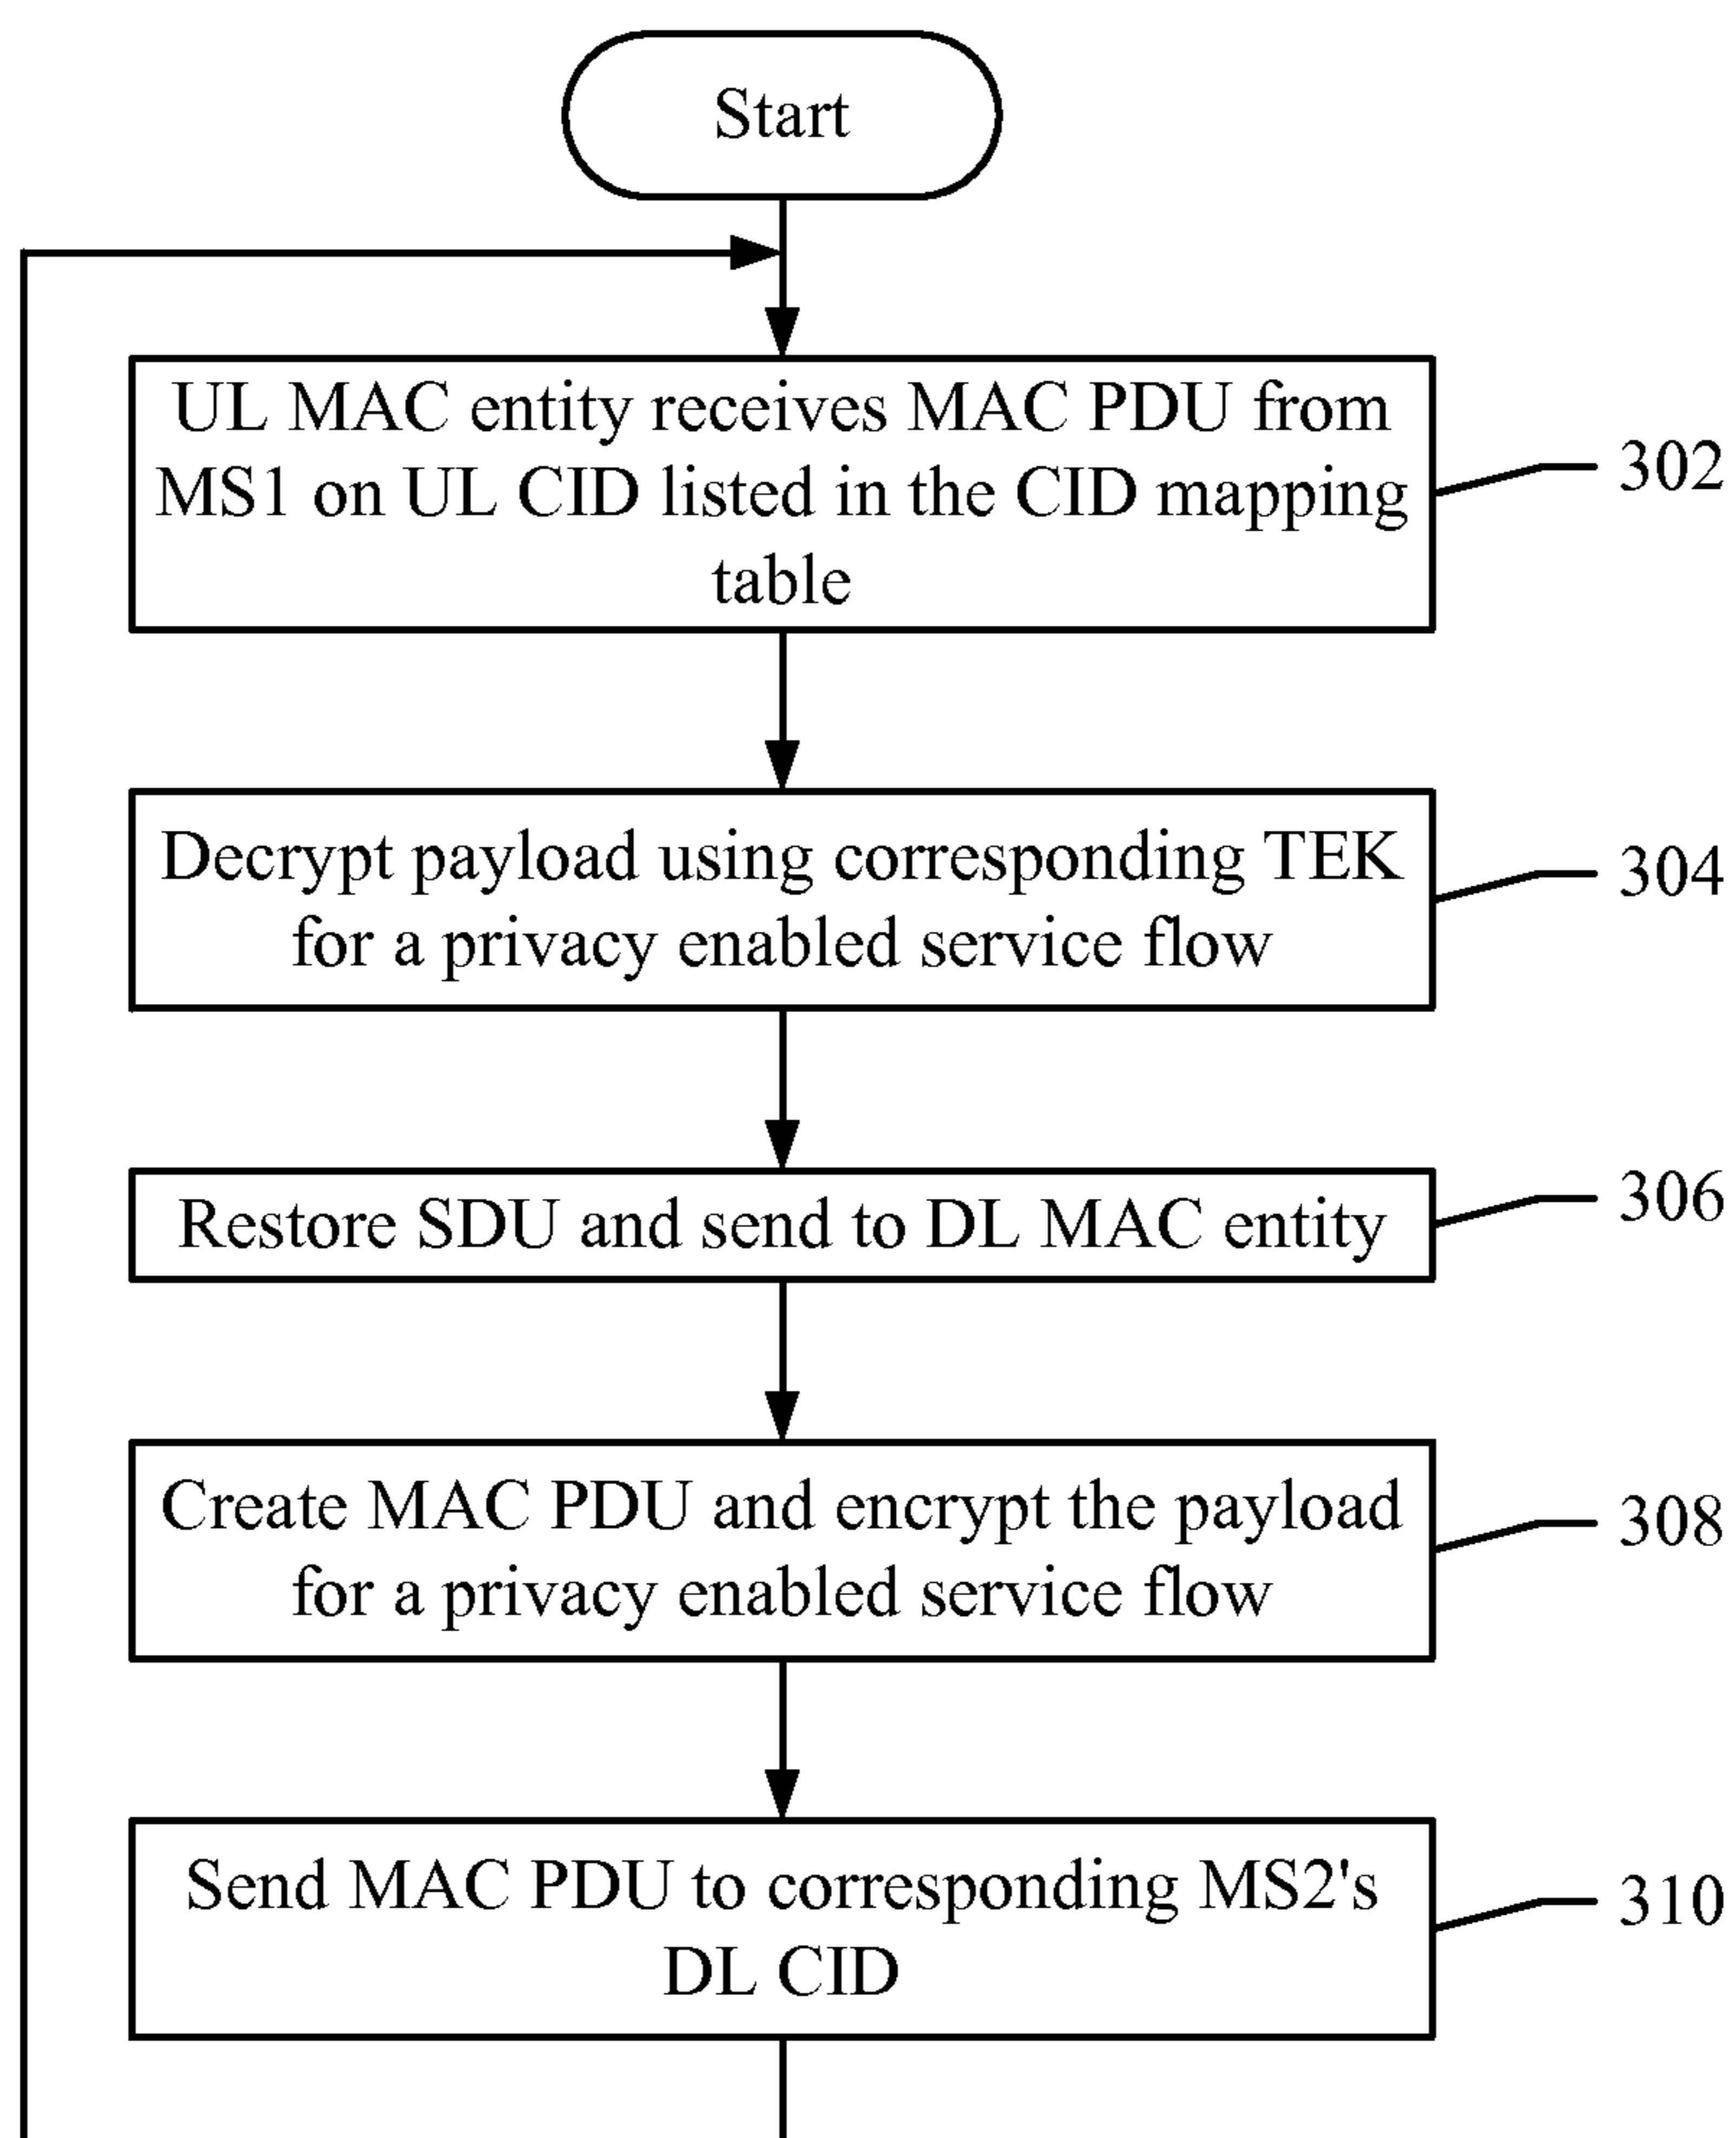 Start
UL MAC entity receives MAC PDU from
MS1 on UL CID listed in the CID mapping
table
302
Decrypt payload using corresponding TEK
for a privacy enabled service flow
304
Restore SDU and send to DL MAC entity
306
Create MAC PDU and encrypt the payload
for a privacy enabled service flow
308
Send MAC PDU to corresponding MS2's
DL CID
310